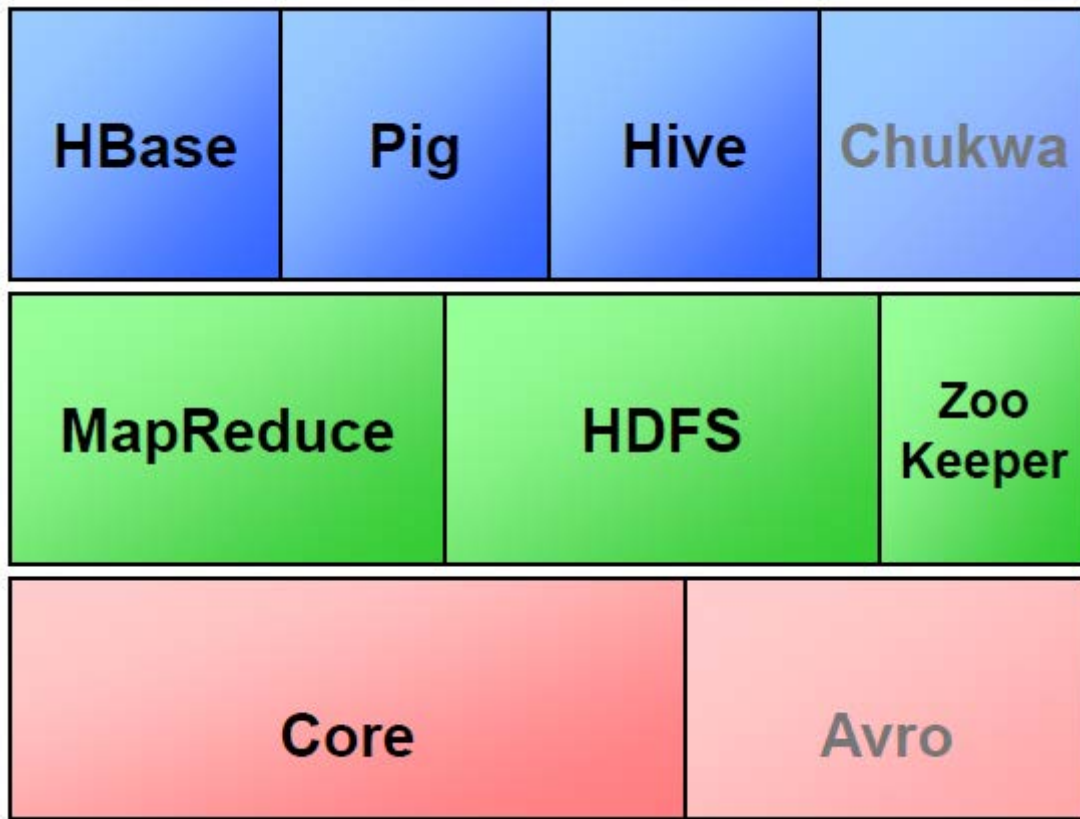 HBase
Pig
Hive
Chukwa
MapReduce
HDFS
Zoo
Keeper
Core
Avro